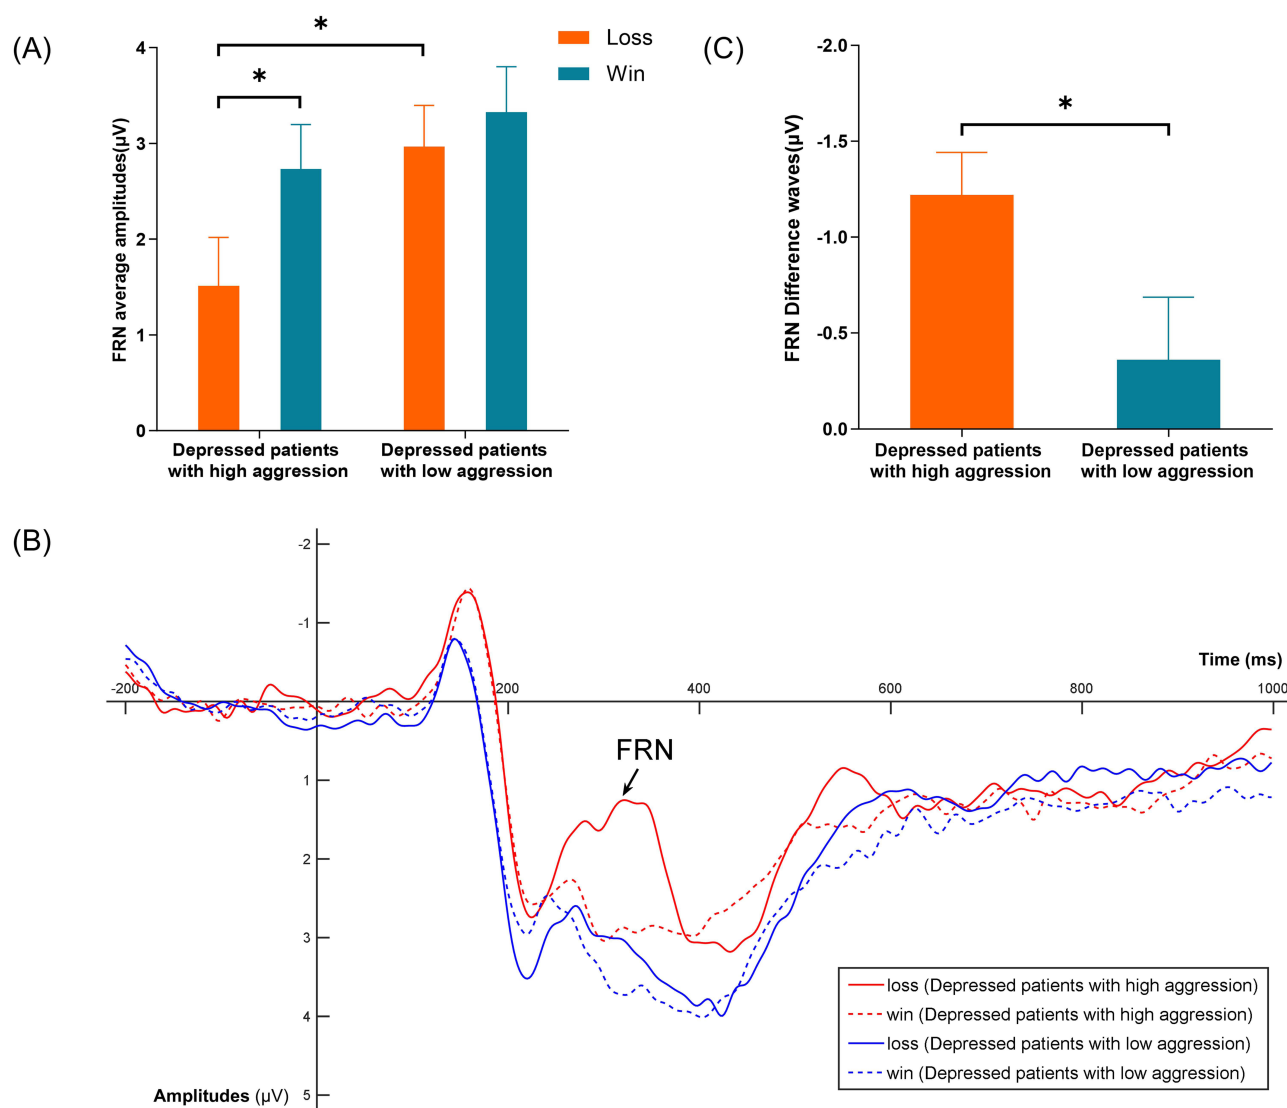 (A)
*
*
Loss
Win
FRN average amplitudes(μV)
4
3
2
1
0
Depressed patients
with high aggression
Depressed patients
with low aggression
(C)
*
FRN Difference waves(μV)
-2.0
-1.5
-1.0
-0.5
0.0
Depressed patients
with high aggression
Depressed patients
with low aggression
(B)
-2
-1
Time (ms)
-200
200
400
600
800
1000
FRN
1
2
3
4
5
Amplitudes (μV)
loss (Depressed patients with high aggression)
win (Depressed patients with high aggression)
loss (Depressed patients with low aggression)
win (Depressed patients with low aggression)